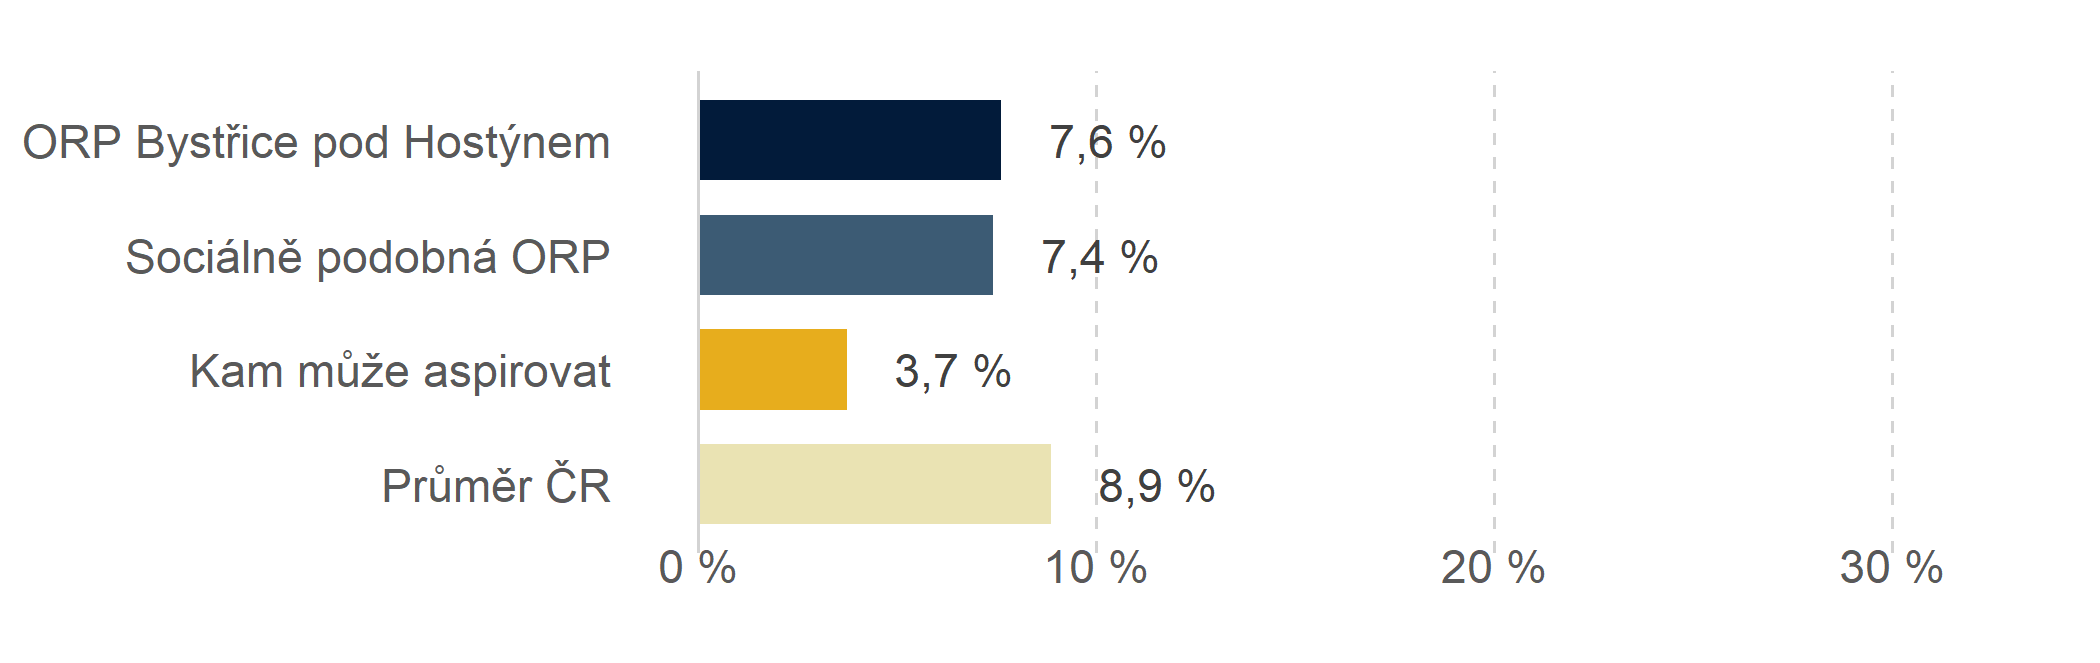 ORP Bystřice pod Hostýnem 7,6 %
Sociálně podobná ORP 7,4 %
Kam může aspirovat 3,7 %
Průměr ČR 8,9 %
0 % 10 % 20 % 30 %